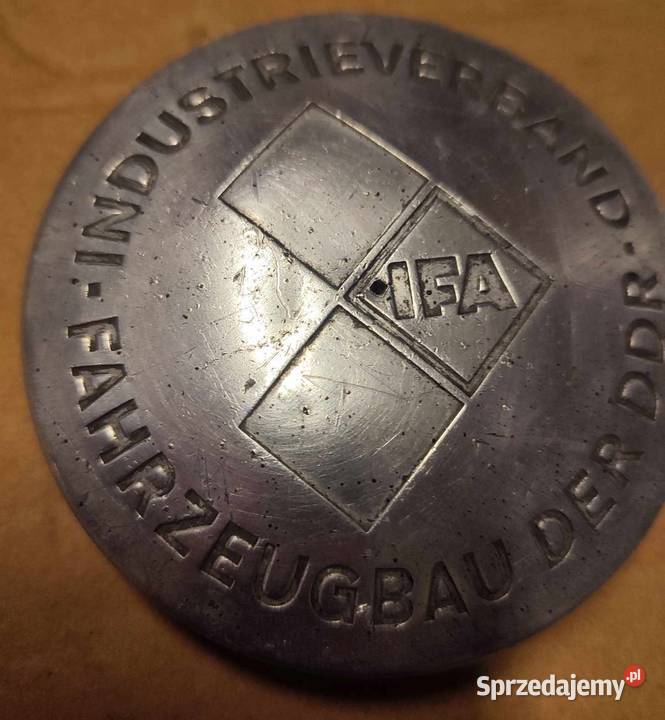 INDUSTRIEVERBAND
- FAHRZEUGBAU DER DDR -
IFA
Sprzedajemy.pl